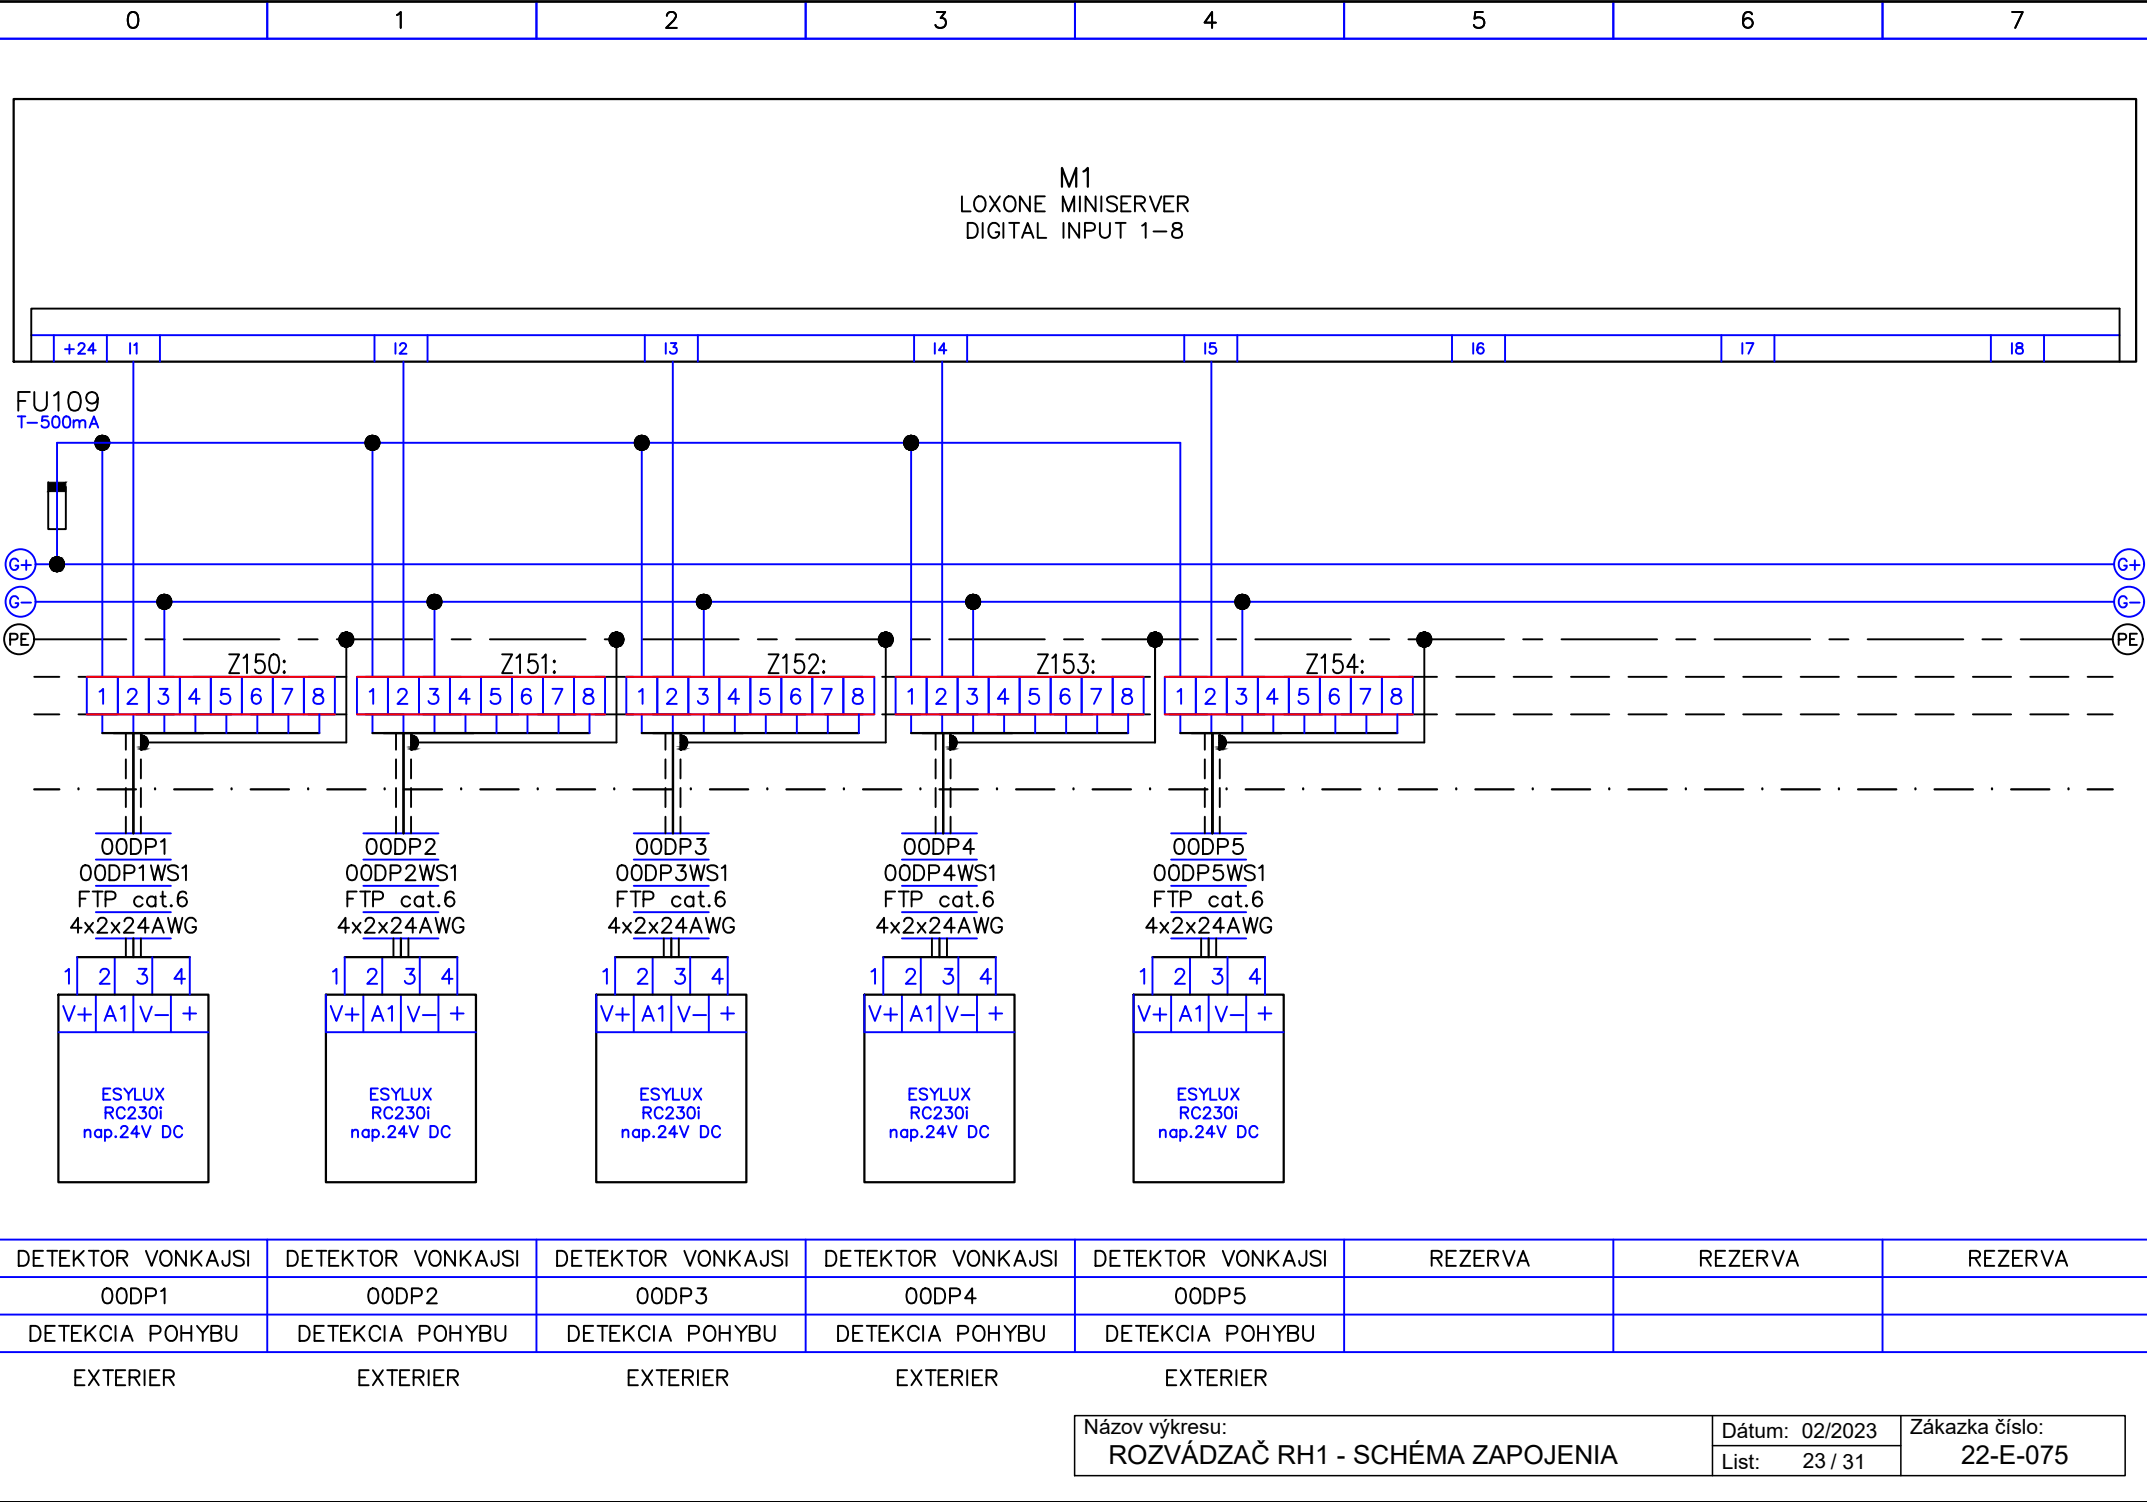 0 1 2 3 4 5 6 7
M1
LOXONE MINISERVER
DIGITAL INPUT 1-8
+24 I1 I2 I3 I4 I5 I6 I7 I8
FU109
T-500mA
G+ G+
G- G-
PE PE
Z150: Z151: Z152: Z153: Z154:
1 2 3 4 5 6 7 8 1 2 3 4 5 6 7 8 1 2 3 4 5 6 7 8 1 2 3 4 5 6 7 8 1 2 3 4 5 6 7 8
00DP1 00DP2 00DP3 00DP4 00DP5
00DP1WS1 00DP2WS1 00DP3WS1 00DP4WS1 00DP5WS1
FTP cat.6 FTP cat.6 FTP cat.6 FTP cat.6 FTP cat.6
4x2x24AWG 4x2x24AWG 4x2x24AWG 4x2x24AWG 4x2x24AWG
1 2 3 4 1 2 3 4 1 2 3 4 1 2 3 4 1 2 3 4
V+ A1 V- + V+ A1 V- + V+ A1 V- + V+ A1 V- + V+ A1 V- +
ESYLUX ESYLUX ESYLUX ESYLUX ESYLUX
RC230i RC230i RC230i RC230i RC230i
nap.24V DC nap.24V DC nap.24V DC nap.24V DC nap.24V DC
DETEKTOR VONKAJSI DETEKTOR VONKAJSI DETEKTOR VONKAJSI DETEKTOR VONKAJSI DETEKTOR VONKAJSI REZERVA REZERVA REZERVA
00DP1 00DP2 00DP3 00DP4 00DP5
DETEKCIA POHYBU DETEKCIA POHYBU DETEKCIA POHYBU DETEKCIA POHYBU DETEKCIA POHYBU
EXTERIER EXTERIER EXTERIER EXTERIER EXTERIER
Názov výkresu:
ROZVÁDZAČ RH1 - SCHÉMA ZAPOJENIA
Dátum: 02/2023
List: 23 / 31
Zákazka číslo:
22-E-075